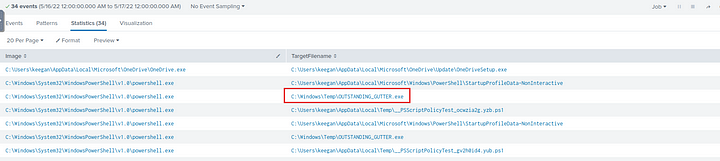 34 events (5/16/22 12:00:00.000 AM to 5/17/22 12:00:00.000 AM) No Event Sampling Job
Events Patterns Statistics (34) Visualization
20 Per Page Format Preview
Image TargetFilename
C:\Users\keegan\AppData\Local\Microsoft\OneDrive\OneDrive.exe C:\Users\keegan\AppData\Local\Microsoft\OneDrive\Update\OneDriveSetup.exe
C:\Windows\System32\WindowsPowerShell\v1.0\powershell.exe C:\Users\keegan\AppData\Local\Microsoft\Windows\PowerShell\StartupProfileData-NonInteractive
C:\Windows\System32\WindowsPowerShell\v1.0\powershell.exe C:\Windows\Temp\OUTSTANDING_GUTTER.exe
C:\Windows\System32\WindowsPowerShell\v1.0\powershell.exe C:\Users\keegan\AppData\Local\Temp\__PSScriptPolicyTest_ocwzia2g.yzb.ps1
C:\Windows\System32\WindowsPowerShell\v1.0\powershell.exe C:\Users\keegan\AppData\Local\Microsoft\Windows\PowerShell\StartupProfileData-NonInteractive
C:\Windows\System32\WindowsPowerShell\v1.0\powershell.exe C:\Windows\Temp\OUTSTANDING_GUTTER.exe
C:\Windows\System32\WindowsPowerShell\v1.0\powershell.exe C:\Users\keegan\AppData\Local\Temp\__PSScriptPolicyTest_gv2h0id4.yub.ps1